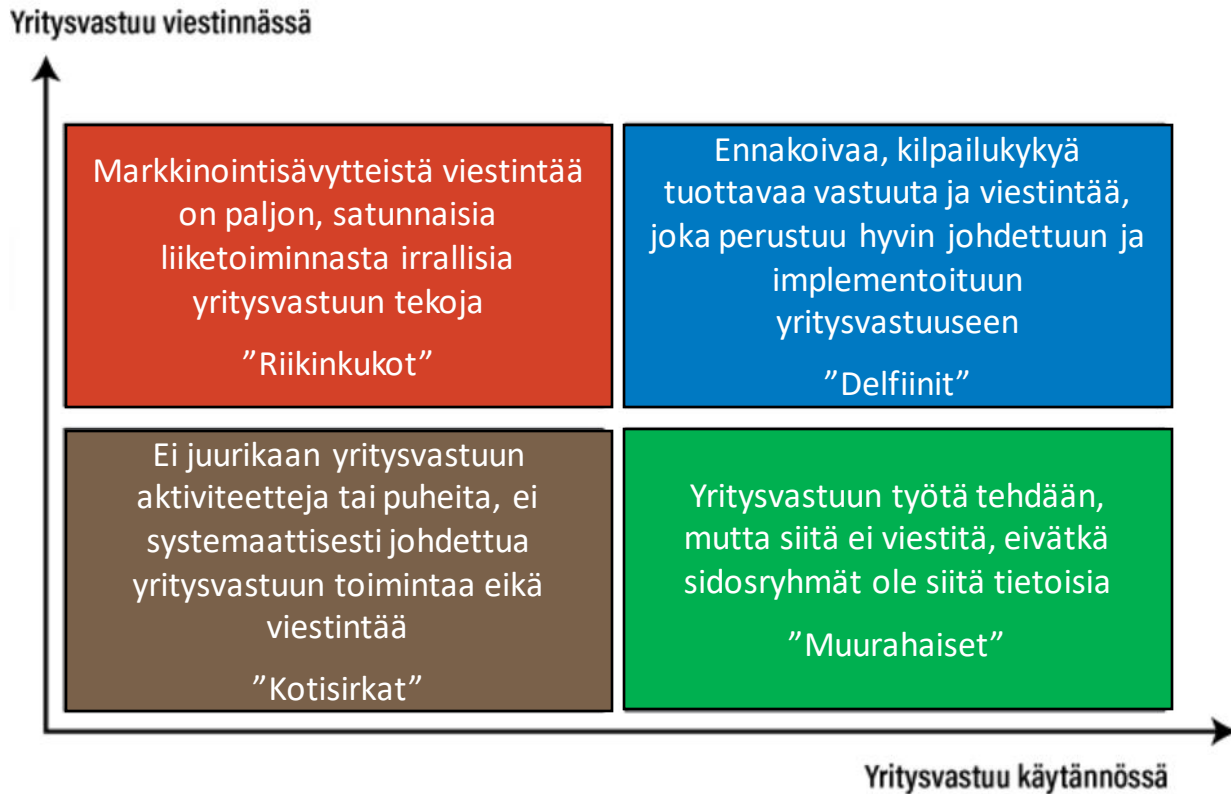 Yritysvastuu viestinnässä
Markkinointisävytteistä viestintää
on paljon, satunnaisia
liiketoiminnasta irrallisia
yritysvastuun tekoja
”Riikinkukot”
Ennakoivaa, kilpailukykyä
tuottavaa vastuuta ja viestintää,
joka perustuu hyvin johdettuun ja
implementoituun
yritysvastuuseen
”Delfiinit”
Ei juurikaan yritysvastuun
aktiviteetteja tai puheita, ei
systemaattisesti johdettua
yritysvastuun toimintaa eikä
viestintää
”Kotisirkat”
Yritysvastuun työtä tehdään,
mutta siitä ei viestitä, eivätkä
sidosryhmät ole siitä tietoisia
”Muurahaiset”
Yritysvastuu käytännössä